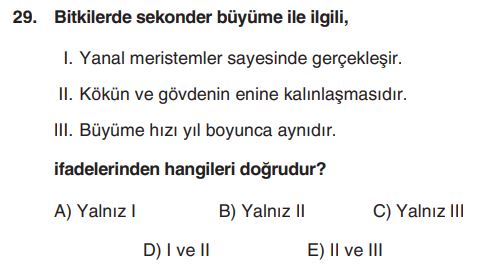 29. Bitkilerde sekonder büyüme ile ilgili,
I. Yanal meristemler sayesinde gerçekleşir.
II. Kökün ve gövdenin enine kalınlaşmasıdır.
III. Büyüme hızı yıl boyunca aynıdır.
ifadelerinden hangileri doğrudur?
A) Yalnız I B) Yalnız II C) Yalnız III
D) I ve II E) II ve III